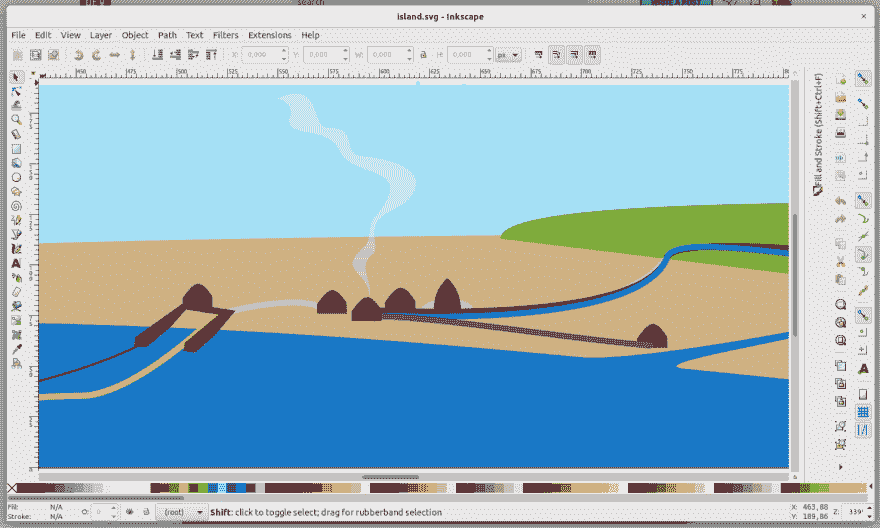 search
island.svg - Inkscape
File Edit View Layer Object Path Text Filters Extensions Help
X: 0,000 Y: 0,000 W: 0,000 H: 0,000 px
450 500 525 550 575 600 625 650 675 700 725 750 775
Fill and Stroke (Shift+Ctrl+F)
Fill: N/A
Stroke: N/A
O: 0 (root) Shift: click to toggle select; drag for rubberband selection
X: 463,88
Y: 189,86
Z: 339